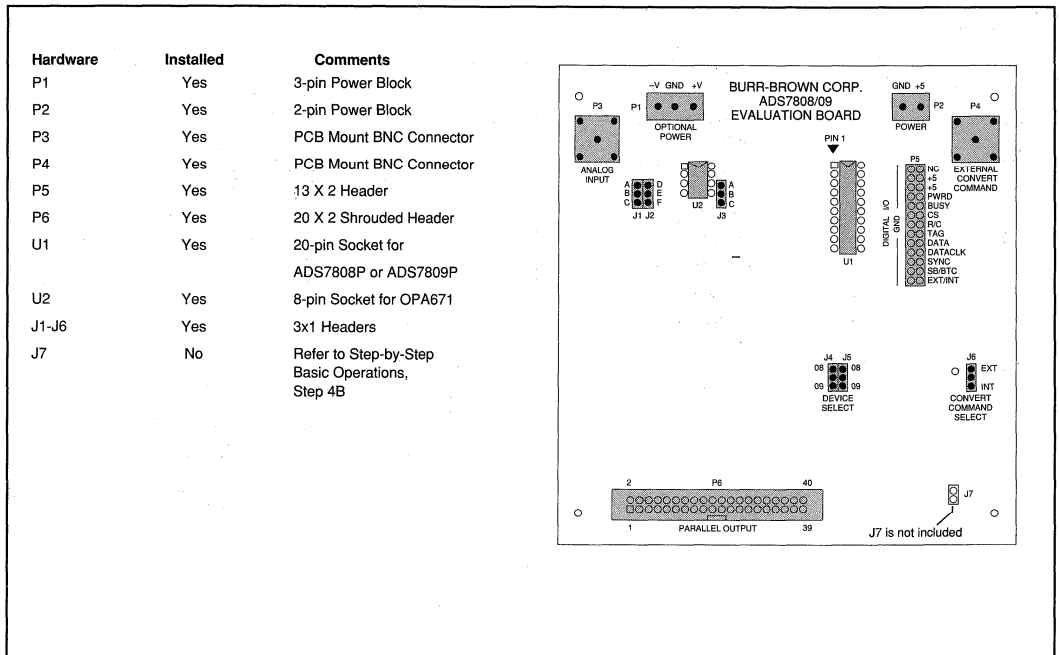 Hardware Installed Comments
P1 Yes 3-pin Power Block
P2 Yes 2-pin Power Block
P3 Yes PCB Mount BNC Connector
P4 Yes PCB Mount BNC Connector
P5 Yes 13 X 2 Header
P6 Yes 20 X 2 Shrouded Header
U1 Yes 20-pin Socket for
ADS7808P or ADS7809P
U2 Yes 8-pin Socket for OPA671
J1-J6 Yes 3x1 Headers
J7 No Refer to Step-by-Step
Basic Operations,
Step 4B
–V GND +V
P1
OPTIONAL
POWER
BURR-BROWN CORP.
ADS7808/09
EVALUATION BOARD
GND +5
P2
POWER
P3
ANALOG
INPUT
P4
EXTERNAL
CONVERT
COMMAND
PIN 1
U1
A D
B E
C F
J1 J2
U2
A
B
C
J3
P5
DIGITAL I/O
GND
NC
+5
+5
PWRD
BUSY
CS
R/C
TAG
DATA
DATACLK
SYNC
SB/BTC
EXT/INT
J4 J5
08 08
09 09
DEVICE
SELECT
J6
EXT
INT
CONVERT
COMMAND
SELECT
2 P6 40
1 PARALLEL OUTPUT 39
J7
J7 is not included